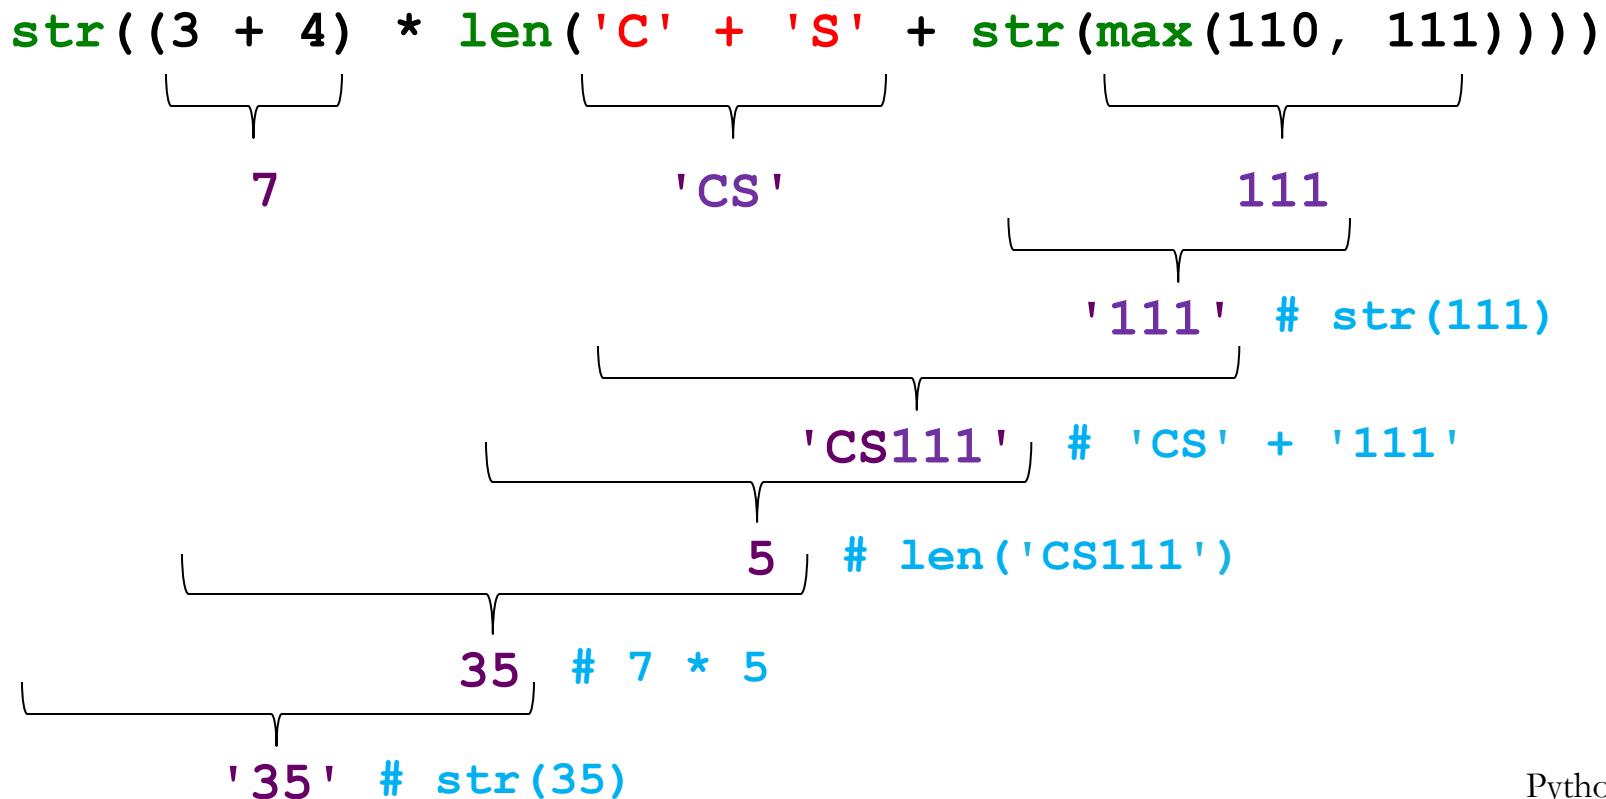 str((3 + 4) * len('C' + 'S' + str(max(110, 111))))
7 'CS' 111
'111' # str(111)
'CS111' # 'CS' + '111'
5 # len('CS111')
35 # 7 * 5
'35' # str(35)